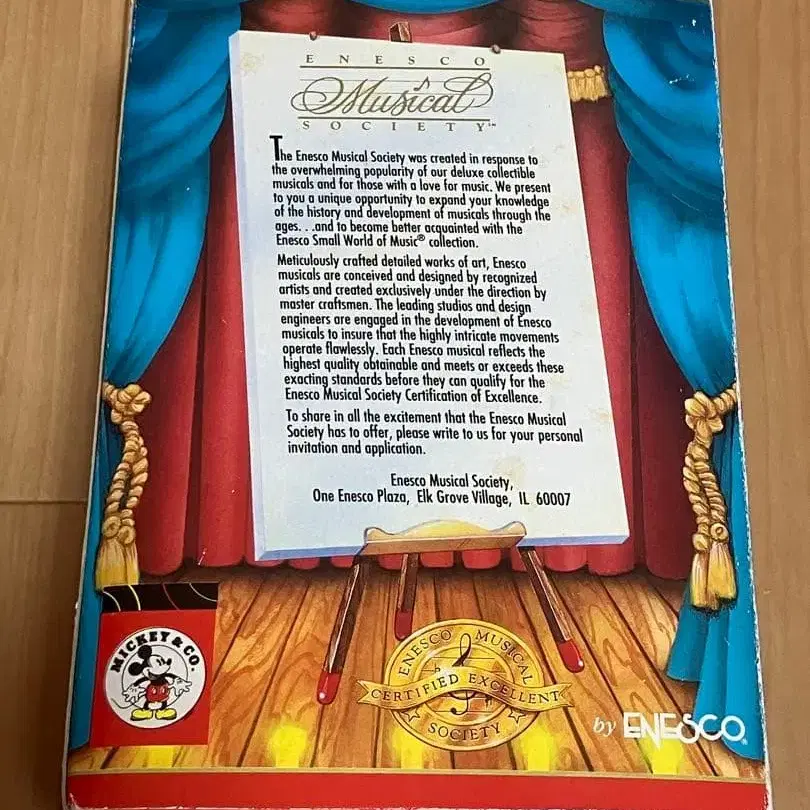 ENESCO
Musical
SOCIETY™
The Enesco Musical Society was created in response to
the overwhelming popularity of our deluxe collectible
musicals and for those with a love for music. We present
to you a unique opportunity to expand your knowledge
of the history and development of musicals through the
ages. . .and to become better acquainted with the
Enesco Small World of Music® collection.
Meticulously crafted detailed works of art, Enesco
musicals are conceived and designed by recognized
artists and created exclusively under the direction by
master craftsmen. The leading studios and design
engineers are engaged in the development of Enesco
musicals to insure that the highly intricate movements
operate flawlessly. Each Enesco musical reflects the
highest quality obtainable and meets or exceeds these
exacting standards before they can qualify for the
Enesco Musical Society Certification of Excellence.
To share in all the excitement that the Enesco Musical
Society has to offer, please write to us for your personal
invitation and application.
Enesco Musical Society,
One Enesco Plaza, Elk Grove Village, IL 60007
MICKEY & CO.
ENESCO MUSICAL
CERTIFIED EXCELLENT
SOCIETY
by ENESCO®